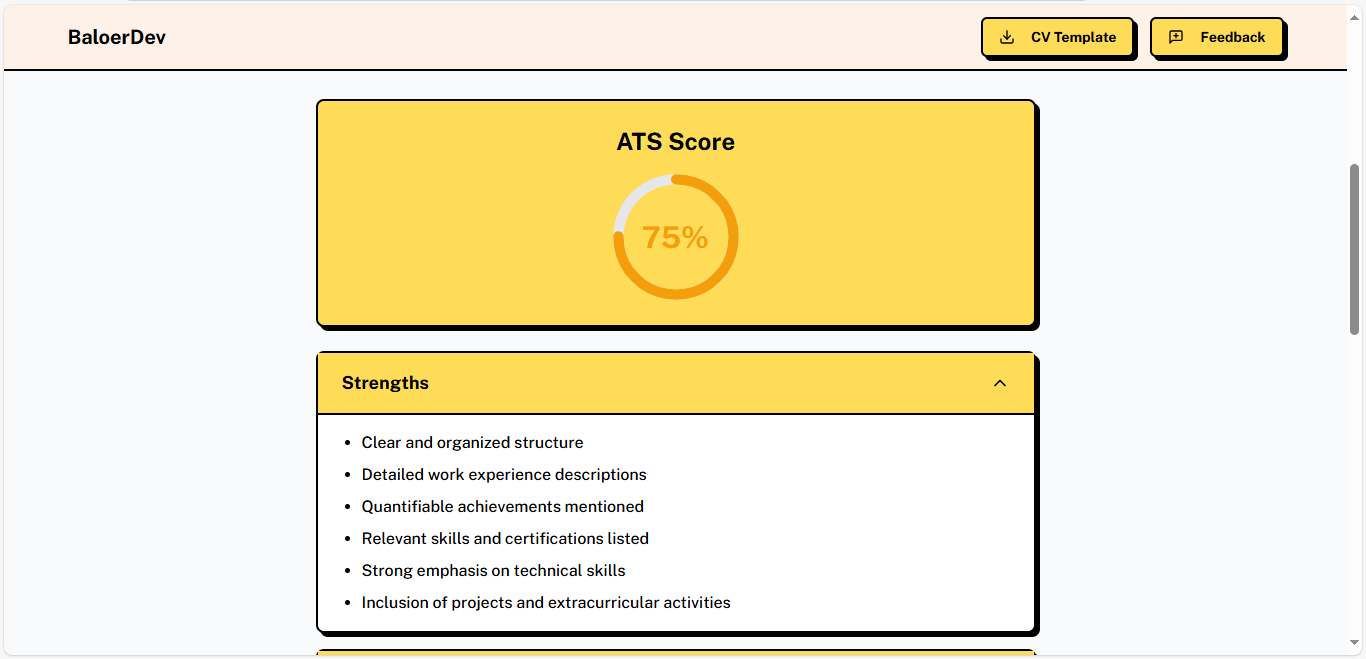 BaloerDev
CV Template
Feedback
ATS Score
75%
Strengths
Clear and organized structure
Detailed work experience descriptions
Quantifiable achievements mentioned
Relevant skills and certifications listed
Strong emphasis on technical skills
Inclusion of projects and extracurricular activities